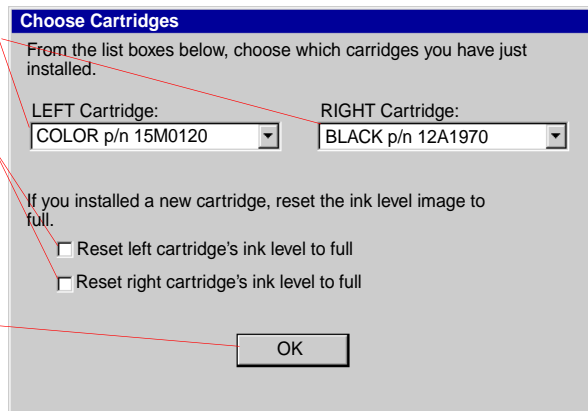 Choose Cartridges
From the list boxes below, choose which carridges you have just
installed.
LEFT Cartridge:
RIGHT Cartridge:
COLOR p/n 15M0120
BLACK p/n 12A1970
If you installed a new cartridge, reset the ink level image to
full.
Reset left cartridge's ink level to full
Reset right cartridge's ink level to full
OK